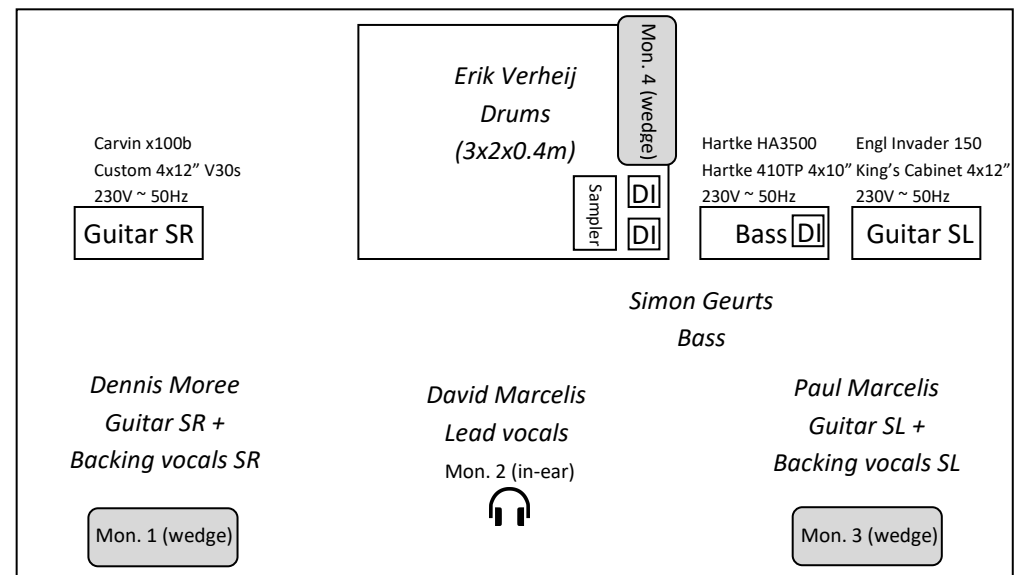 Erik Verheij
Drums
(3x2x0.4m)
Mon. 4 (wedge)
Sampler
DI
DI
Carvin x100b
Custom 4x12” V30s
230V ~ 50Hz
Guitar SR
Hartke HA3500
Hartke 410TP 4x10”
230V ~ 50Hz
Bass
DI
Engl Invader 150
King’s Cabinet 4x12”
230V ~ 50Hz
Guitar SL
Simon Geurts
Bass
Dennis Moree
Guitar SR +
Backing vocals SR
David Marcelis
Lead vocals
Mon. 2 (in-ear)
Paul Marcelis
Guitar SL +
Backing vocals SL
Mon. 1 (wedge)
Mon. 3 (wedge)